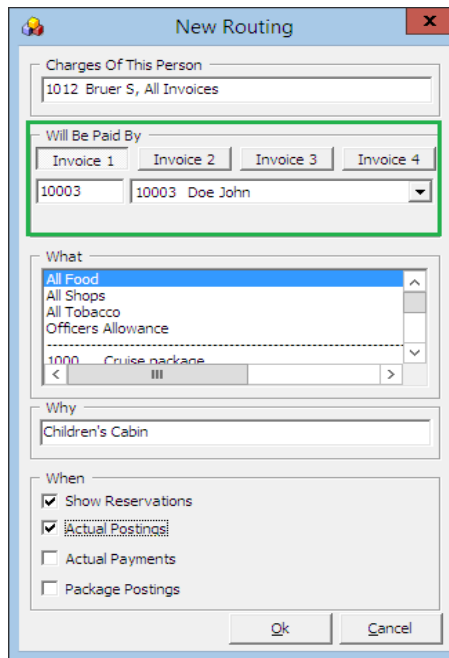 New Routing
x
Charges Of This Person
1012 Bruer S, All Invoices
Will Be Paid By
Invoice 1 Invoice 2 Invoice 3 Invoice 4
10003 10003 Doe John
What
All Food
All Shops
All Tobacco
Officers Allowance
1000 Cruise package
Why
Children's Cabin
When
Show Reservations
Actual Postings
Actual Payments
Package Postings
Ok Cancel